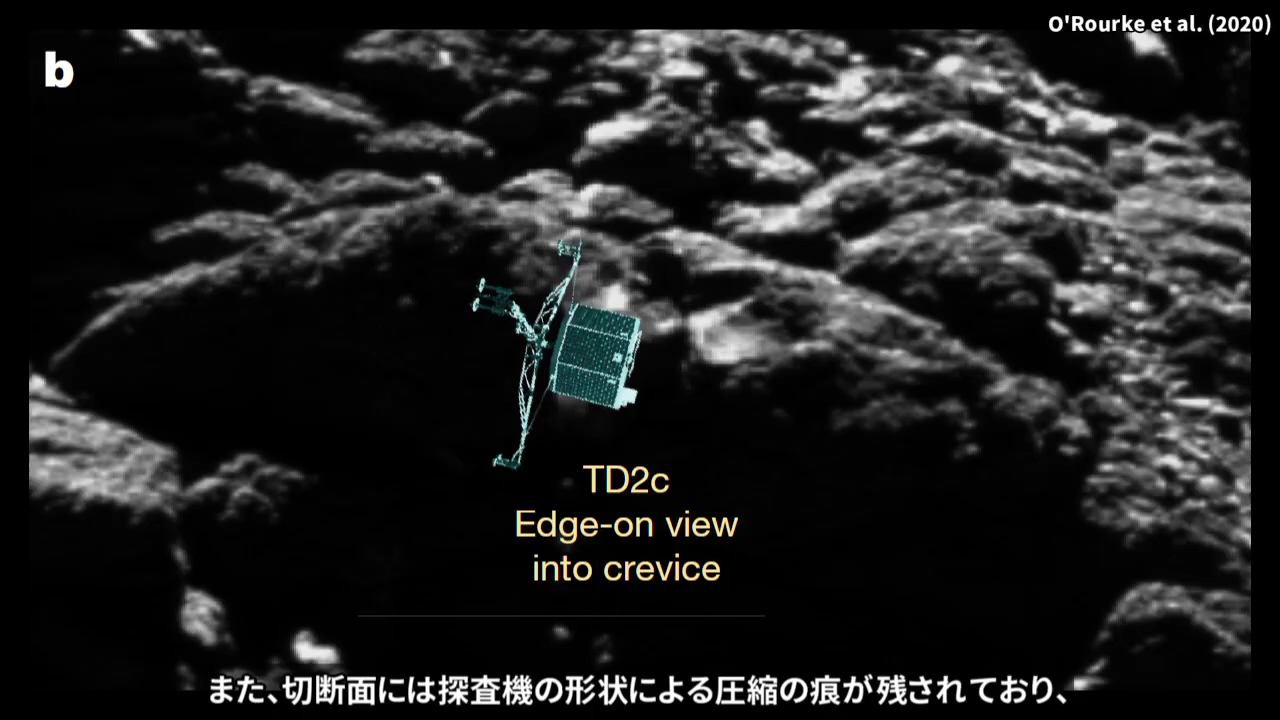 O'Rourke et al. (2020)
b
TD2c
Edge-on view
into crevice
また、切断面には探査機の形状による圧縮の痕が残されており、